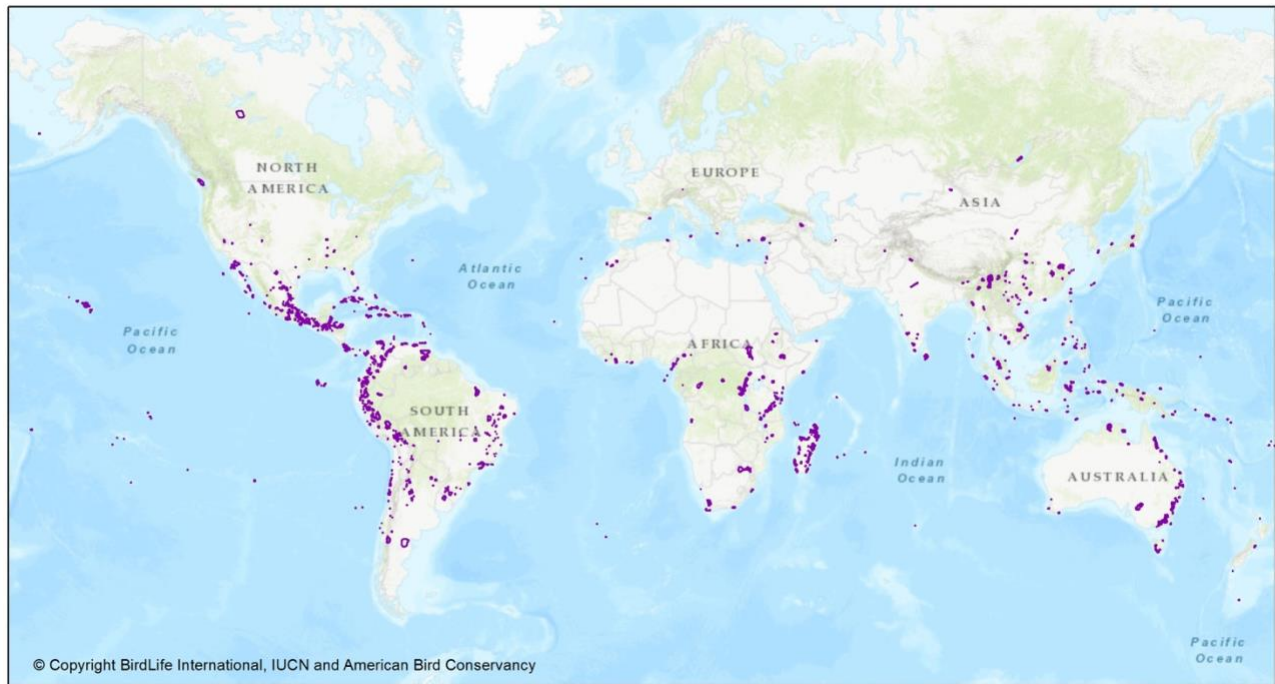 NORTH
AMERICA
EUROPE
ASIA
Atlantic
Ocean
Pacific
Ocean
Pacific
Ocean
AFRICA
SOUTH
AMERICA
Indian
Ocean
AUSTRALIA
Pacific
Ocean
© Copyright BirdLife International, IUCN and American Bird Conservancy